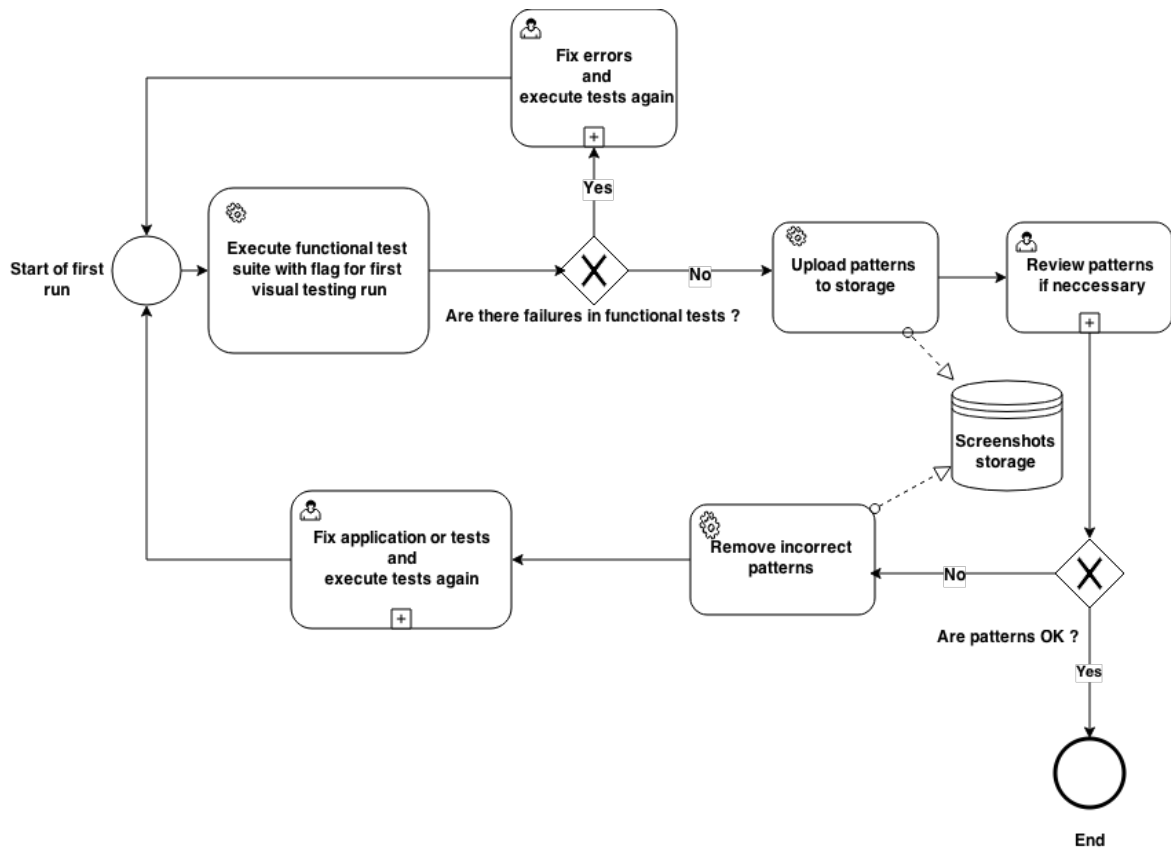 Fix errors
and
execute tests again
Yes
Start of first
run
Execute functional test
suite with flag for first
visual testing run
Are there failures in functional tests ?
No
Upload patterns
to storage
Review patterns
if neccessary
Screenshots
storage
Fix application or tests
and
execute tests again
Remove incorrect
patterns
No
Are patterns OK ?
Yes
End